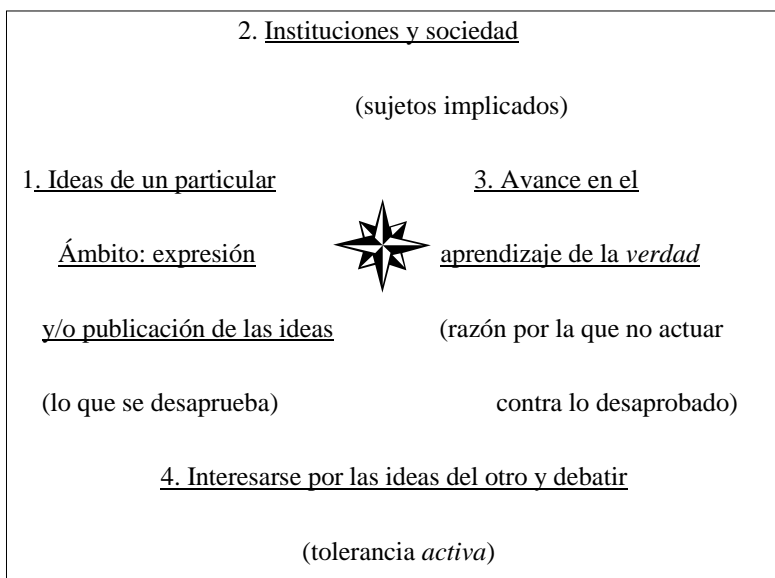 2. Instituciones y sociedad
(sujetos implicados)
1. Ideas de un particular
3. Avance en el
Ámbito: expresión
aprendizaje de la verdad
y/o publicación de las ideas
(razón por la que no actuar
(lo que se desaprueba)
contra lo desaprobado)
4. Interesarse por las ideas del otro y debatir
(tolerancia activa)